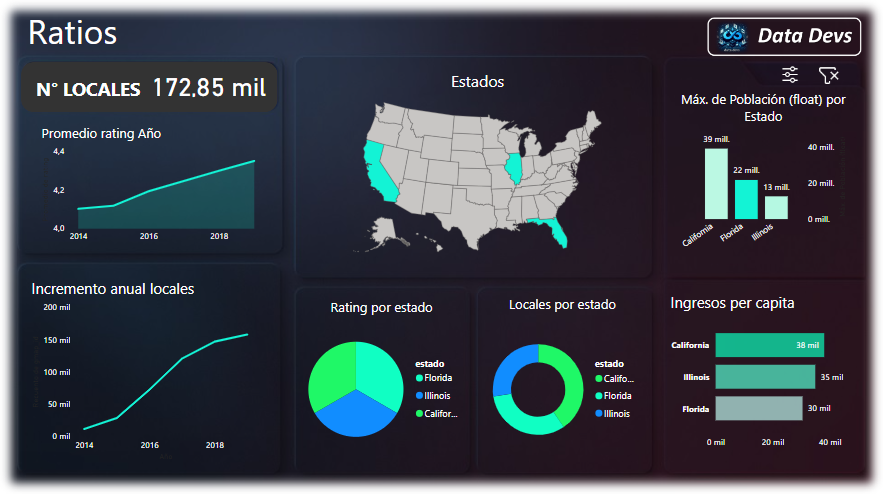 Ratios
Data Devs
N° LOCALES 172,85 mil
Promedio rating Año
4,4
4,2
4,0
2014 2016 2018
Estados
Máx. de Población (float) por
Estado
39 mill.
22 mill.
13 mill.
40 mill.
20 mill.
0 mill.
California
Florida
Illinois
Incremento anual locales
200 mil
150 mil
100 mil
50 mil
0 mil
2014 2016 2018
Rating por estado
estado
Florida
Illinois
Califor...
Locales por estado
estado
Califo...
Florida
Illinois
Ingresos per capita
California 38 mil
Illinois 35 mil
Florida 30 mil
0 mil 20 mil 40 mil